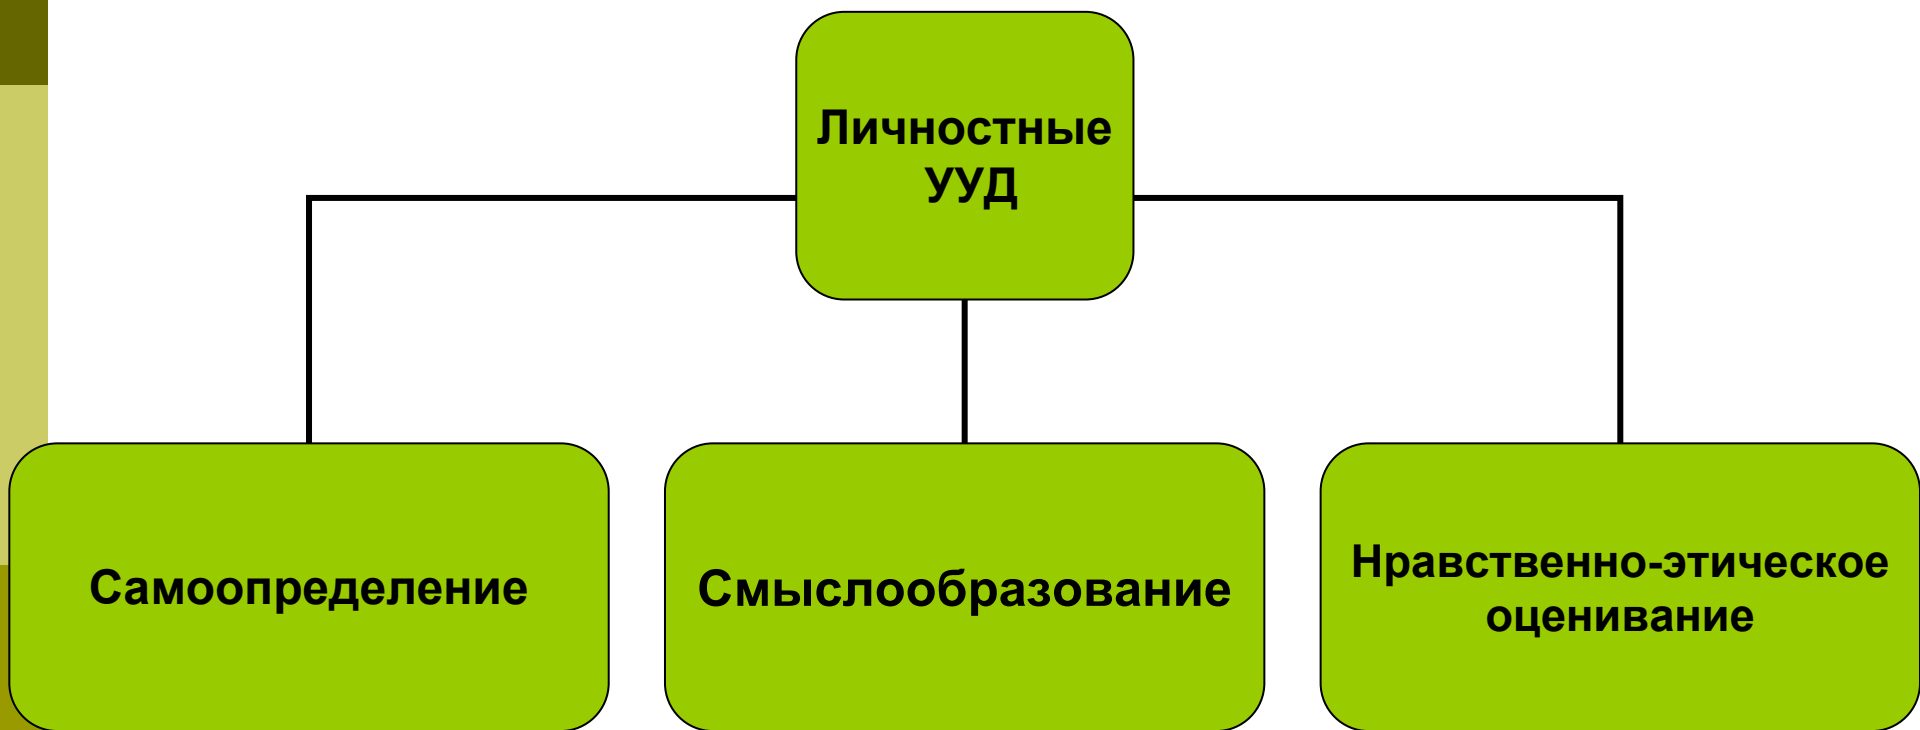 Личностные
УУД
Самоопределение
Смыслообразование
Нравственно-этическое
оценивание